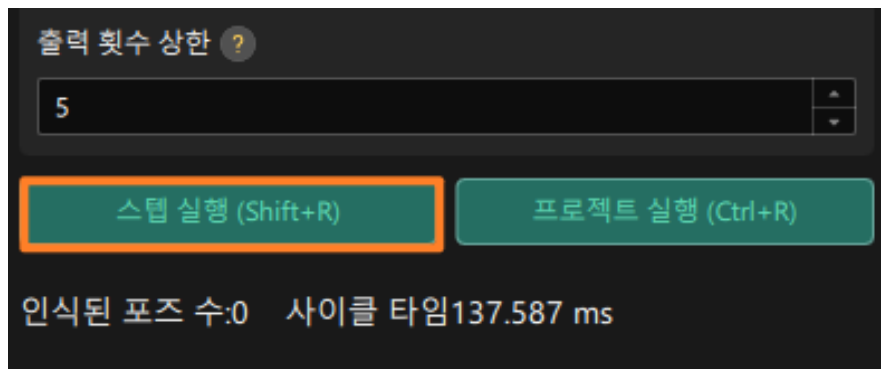 출력 횟수 상한 ?
5
스텝 실행 (Shift+R) 프로젝트 실행 (Ctrl+R)
인식된 포즈 수:0 사이클 타임137.587 ms